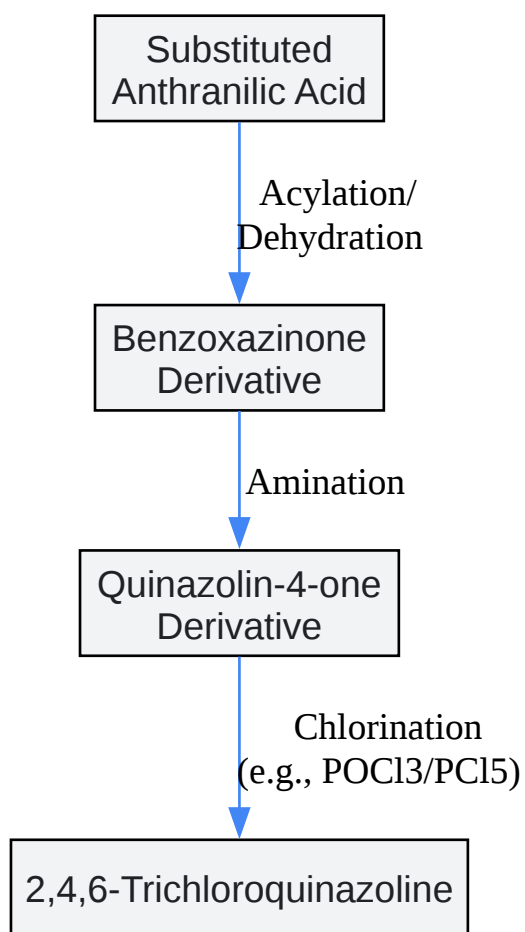 Substituted
Anthranilic Acid
Acylation/
Dehydration
Benzoxazinone
Derivative
Amination
Quinazolin-4-one
Derivative
Chlorination
(e.g., POCl3/PCl5)
2,4,6-Trichloroquinazoline